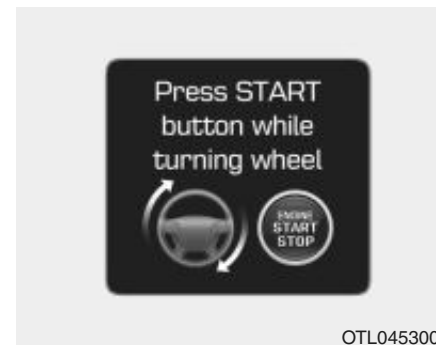 Press START
button while
turning wheel
ENGINE
START
STOP
OTL045300